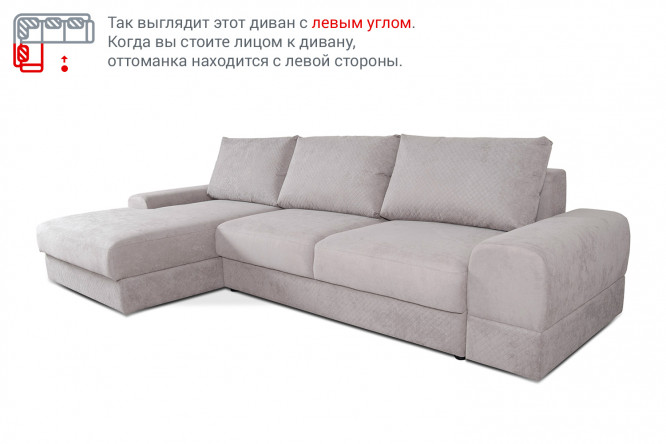 Так выглядит этот диван с левым углом.
Когда вы стоите лицом к дивану,
оттоманка находится с левой стороны.